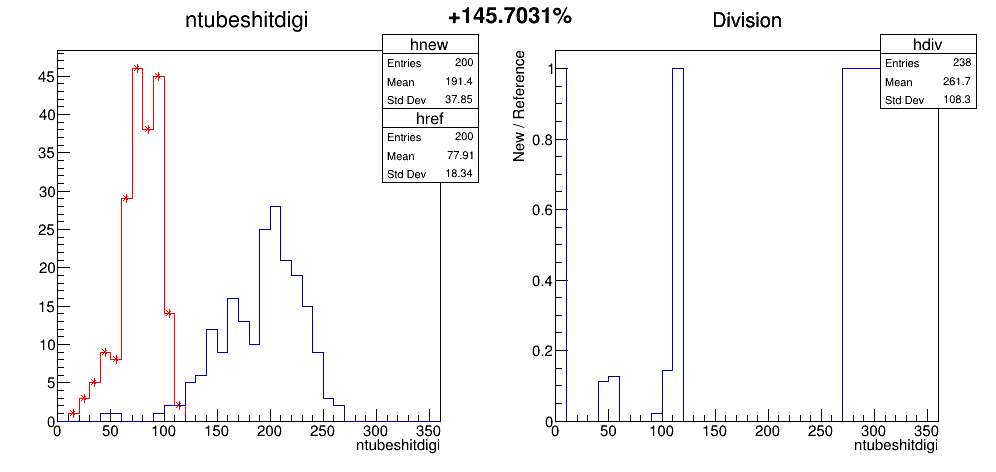 +145.7031%
ntubeshitdigi
hnew
Entries 200
Mean 191.4
Std Dev 37.85
href
Entries 200
Mean 77.91
Std Dev 18.34
45
40
35
30
25
20
15
10
5
0
0 50 100 150 200 250 300 350
ntubeshitdigi
Division
hdiv
Entries 238
Mean 261.7
Std Dev 108.3
New / Reference
1
0.8
0.6
0.4
0.2
0
0 50 100 150 200 250 300 350
ntubeshitdigi